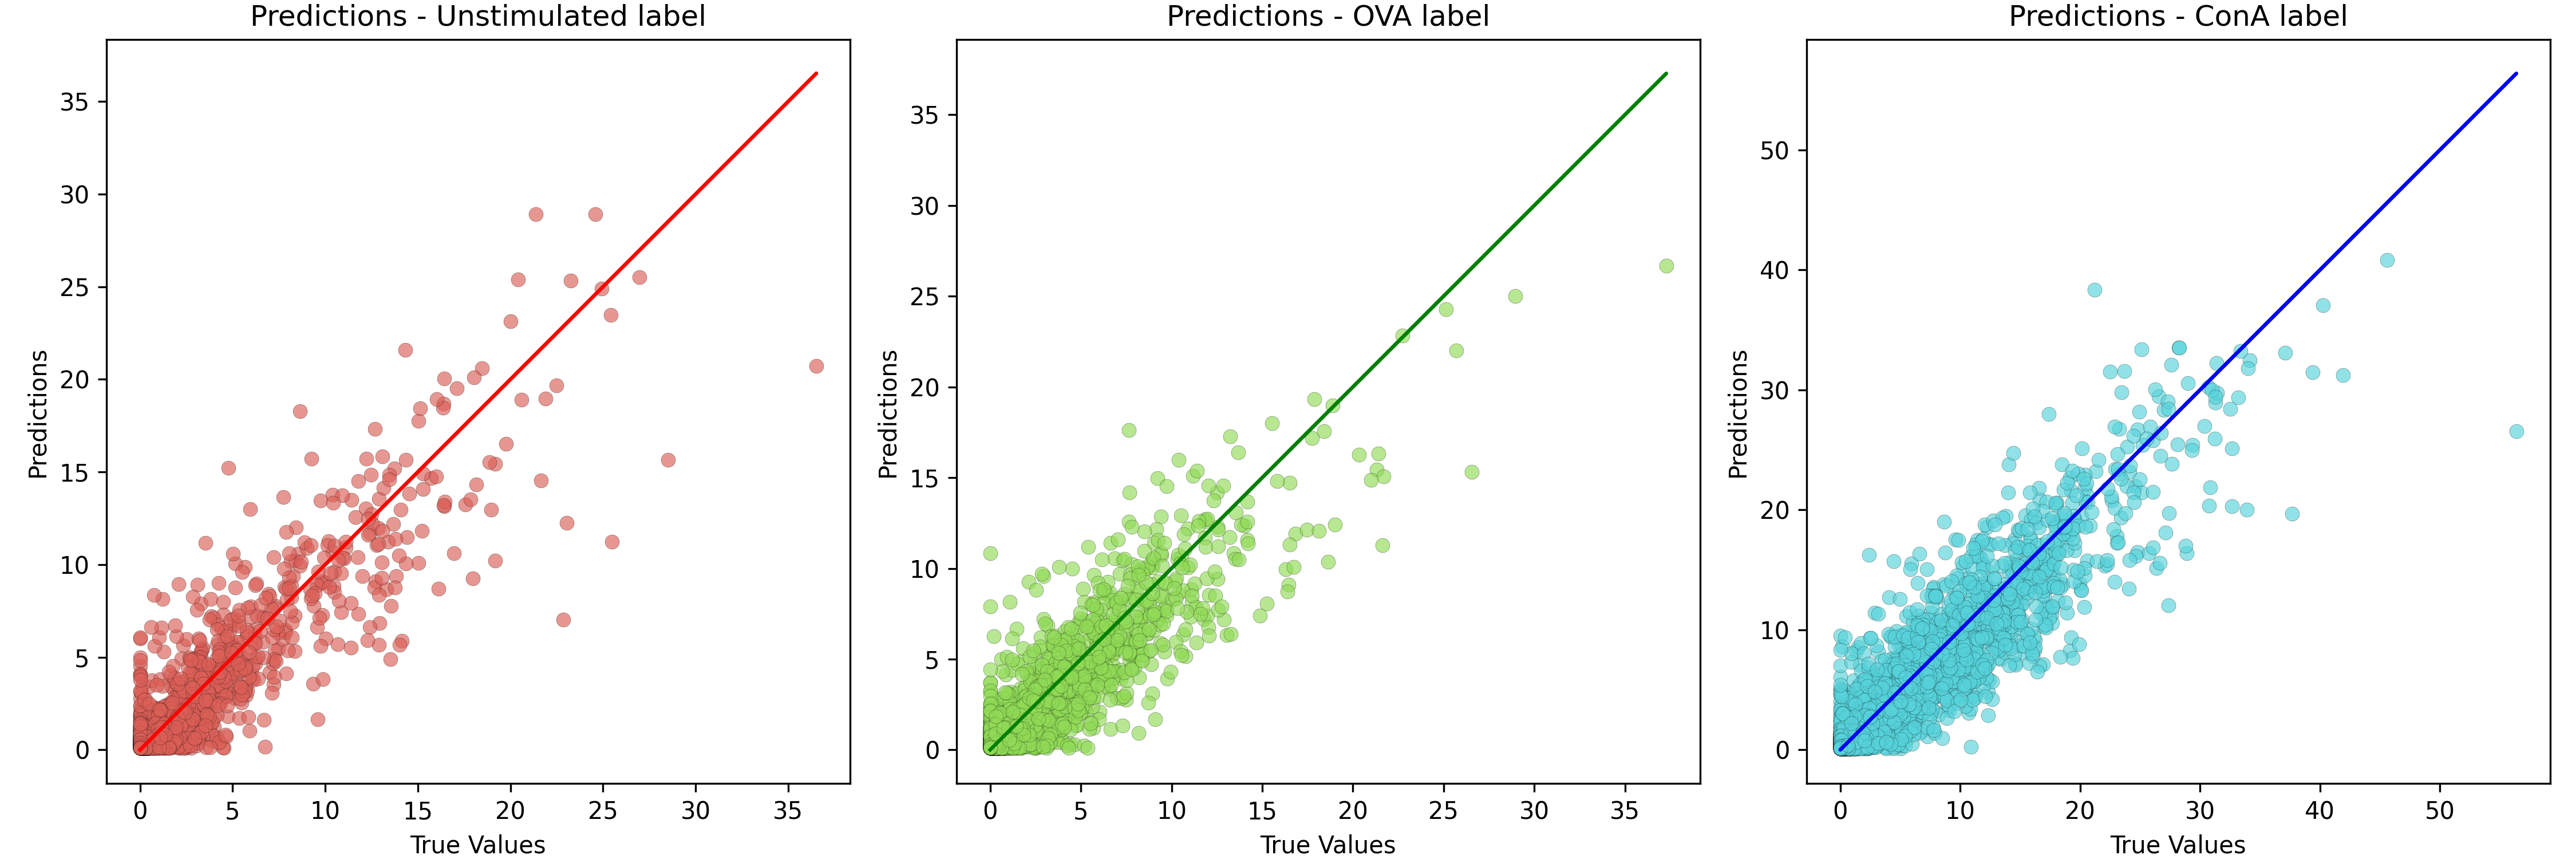 Predictions - Unstimulated label
Predictions
35
30
25
20
15
10
5
0
0 5 10 15 20 25 30 35
True Values
Predictions - OVA label
Predictions
35
30
25
20
15
10
5
0
0 5 10 15 20 25 30 35
True Values
Predictions - ConA label
Predictions
50
40
30
20
10
0
0 10 20 30 40 50
True Values